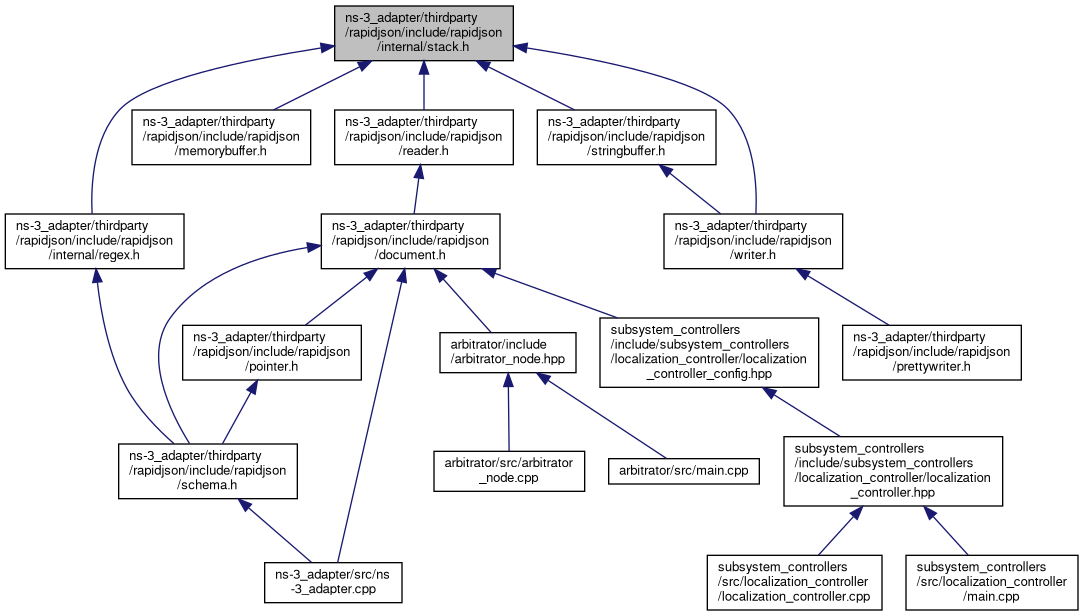 ns-3_adapter/thirdparty
/rapidjson/include/rapidjson
/internal/stack.h
ns-3_adapter/thirdparty
/rapidjson/include/rapidjson
/memorybuffer.h
ns-3_adapter/thirdparty
/rapidjson/include/rapidjson
/reader.h
ns-3_adapter/thirdparty
/rapidjson/include/rapidjson
/stringbuffer.h
ns-3_adapter/thirdparty
/rapidjson/include/rapidjson
/internal/regex.h
ns-3_adapter/thirdparty
/rapidjson/include/rapidjson
/document.h
ns-3_adapter/thirdparty
/rapidjson/include/rapidjson
/writer.h
ns-3_adapter/thirdparty
/rapidjson/include/rapidjson
/pointer.h
arbitrator/include
/arbitrator_node.hpp
subsystem_controllers
/include/subsystem_controllers
/localization_controller/localization
_controller_config.hpp
ns-3_adapter/thirdparty
/rapidjson/include/rapidjson
/prettywriter.h
ns-3_adapter/thirdparty
/rapidjson/include/rapidjson
/schema.h
arbitrator/src/arbitrator
_node.cpp
arbitrator/src/main.cpp
subsystem_controllers
/include/subsystem_controllers
/localization_controller/localization
_controller.hpp
ns-3_adapter/src/ns
-3_adapter.cpp
subsystem_controllers
/src/localization_controller
/localization_controller.cpp
subsystem_controllers
/src/localization_controller
/main.cpp